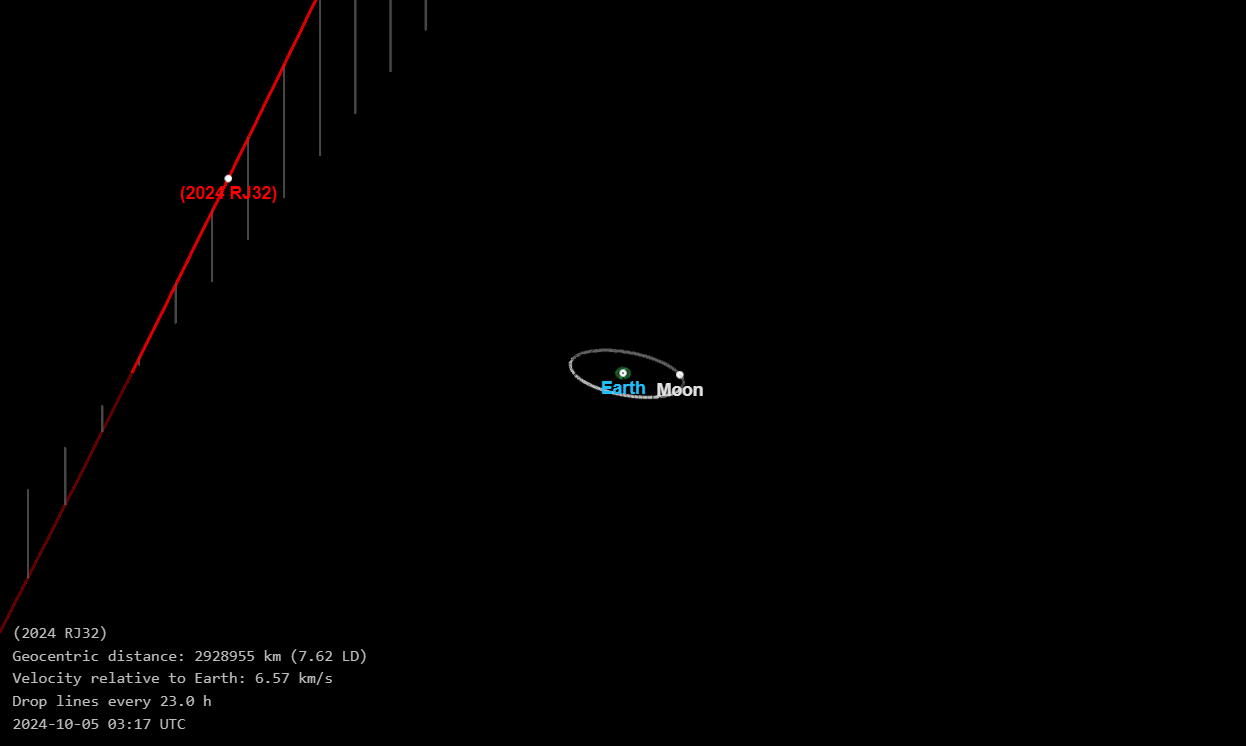 (2024 RJ32)
Earth
Moon
(2024 RJ32)
Geocentric distance: 2928955 km (7.62 LD)
Velocity relative to Earth: 6.57 km/s
Drop lines every 23.0 h
2024-10-05 03:17 UTC